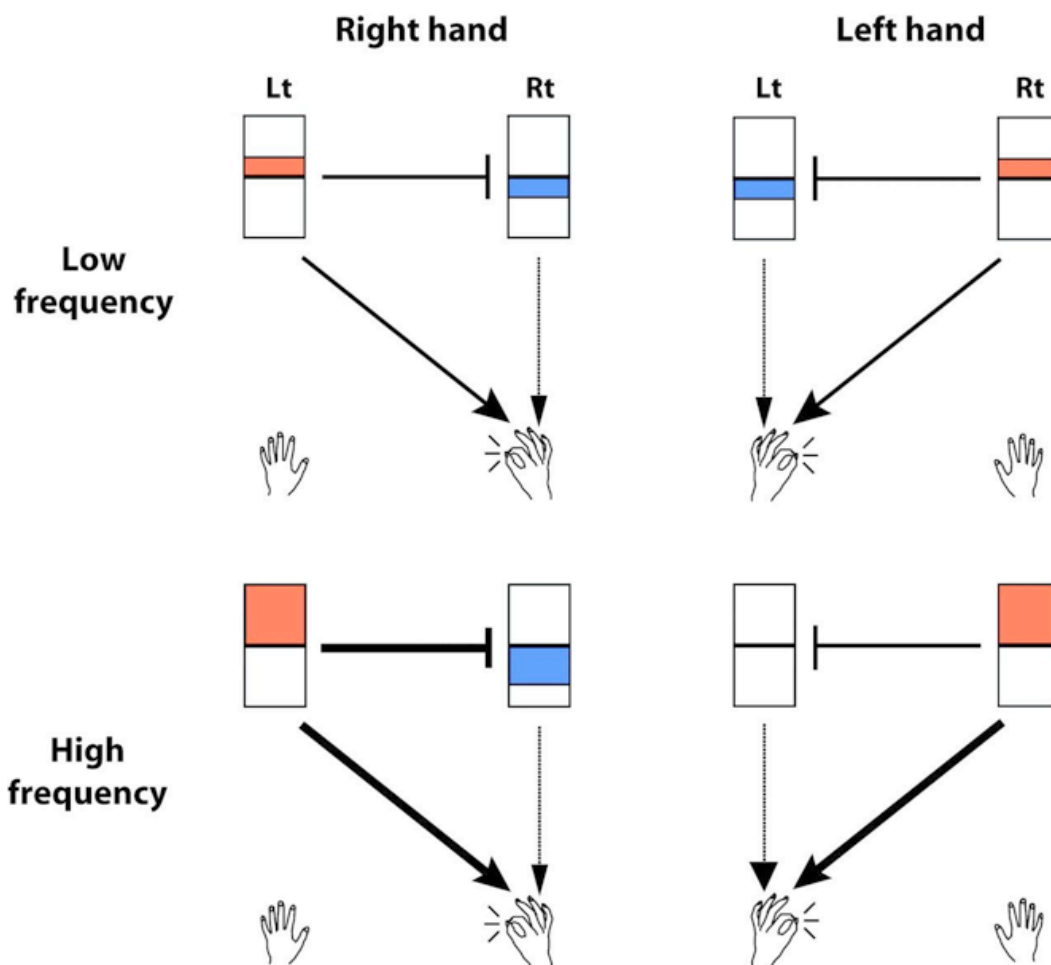 Right hand
Left hand
Lt
Rt
Lt
Rt
Low
frequency
High
frequency